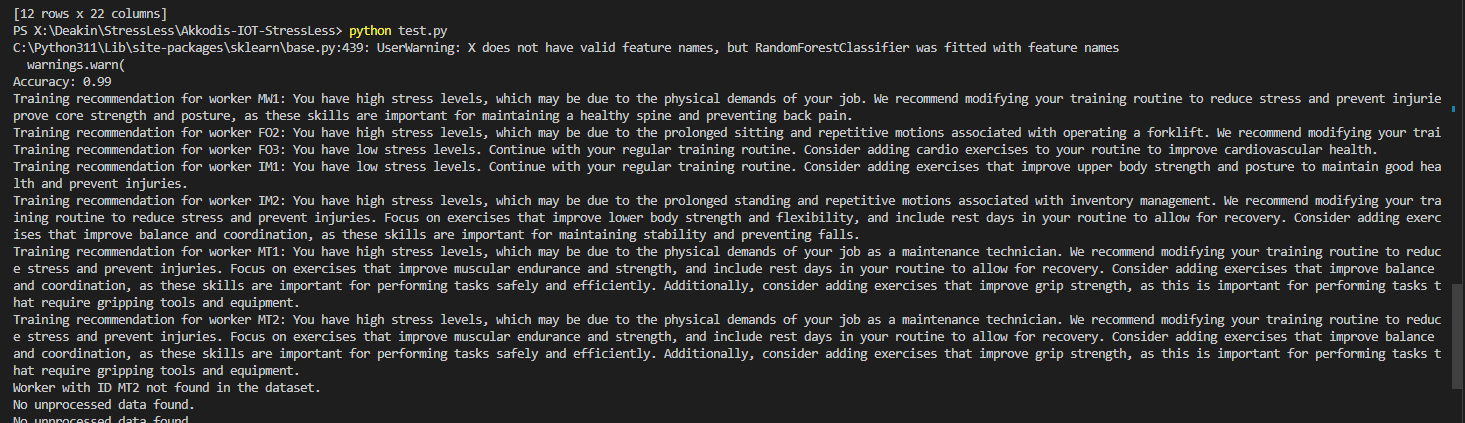 [12 rows x 22 columns]
PS X:\Deakin\StressLess\Akkodis-IOT-StressLess> python test.py
C:\Python311\Lib\site-packages\sklearn\base.py:439: UserWarning: X does not have valid feature names, but RandomForestClassifier was fitted with feature names
  warnings.warn(
Accuracy: 0.99
Training recommendation for worker MW1: You have high stress levels, which may be due to the physical demands of your job. We recommend modifying your training routine to reduce stress and prevent injurie
prove core strength and posture, as these skills are important for maintaining a healthy spine and preventing back pain.
Training recommendation for worker FO2: You have high stress levels, which may be due to the prolonged sitting and repetitive motions associated with operating a forklift. We recommend modifying your trai
Training recommendation for worker FO3: You have low stress levels. Continue with your regular training routine. Consider adding cardio exercises to your routine to improve cardiovascular health.
Training recommendation for worker IM1: You have low stress levels. Continue with your regular training routine. Consider adding exercises that improve upper body strength and posture to maintain good hea
lth and prevent injuries.
Training recommendation for worker IM2: You have high stress levels, which may be due to the prolonged standing and repetitive motions associated with inventory management. We recommend modifying your tra
ining routine to reduce stress and prevent injuries. Focus on exercises that improve lower body strength and flexibility, and include rest days in your routine to allow for recovery. Consider adding exerc
ises that improve balance and coordination, as these skills are important for maintaining stability and preventing falls.
Training recommendation for worker MT1: You have high stress levels, which may be due to the physical demands of your job as a maintenance technician. We recommend modifying your training routine to reduc
e stress and prevent injuries. Focus on exercises that improve muscular endurance and strength, and include rest days in your routine to allow for recovery. Consider adding exercises that improve balance
and coordination, as these skills are important for performing tasks safely and efficiently. Additionally, consider adding exercises that improve grip strength, as this is important for performing tasks t
hat require gripping tools and equipment.
Training recommendation for worker MT2: You have high stress levels, which may be due to the physical demands of your job as a maintenance technician. We recommend modifying your training routine to reduc
e stress and prevent injuries. Focus on exercises that improve muscular endurance and strength, and include rest days in your routine to allow for recovery. Consider adding exercises that improve balance
and coordination, as these skills are important for performing tasks safely and efficiently. Additionally, consider adding exercises that improve grip strength, as this is important for performing tasks t
hat require gripping tools and equipment.
Worker with ID MT2 not found in the dataset.
No unprocessed data found.
No unprocessed data found